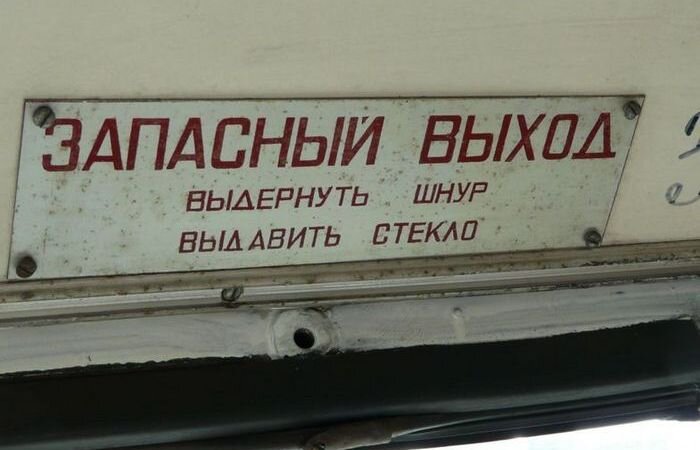 ЗАПАСНЫЙ ВЫХОД
ВЫДЕРНУТЬ ШНУР
ВЫДАВИТЬ СТЕКЛО